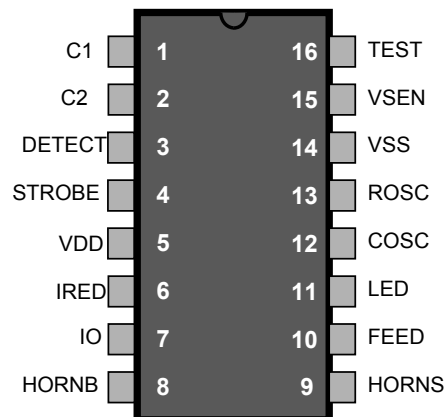 C1 1 16 TEST
C2 2 15 VSEN
DETECT 3 14 VSS
STROBE 4 13 ROSC
VDD 5 12 COSC
IRED 6 11 LED
IO 7 10 FEED
HORNB 8 9 HORNS